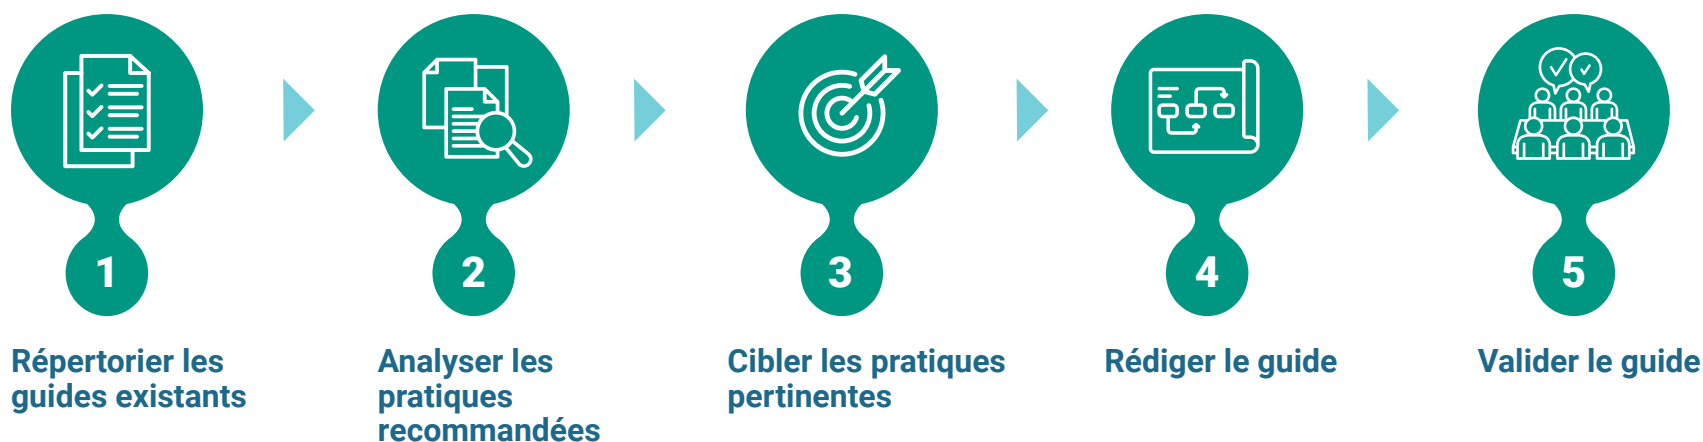 1
Répertorier les
guides existants
2
Analyser les
pratiques
recommandées
3
Cibler les pratiques
pertinentes
4
Rédiger le guide
5
Valider le guide